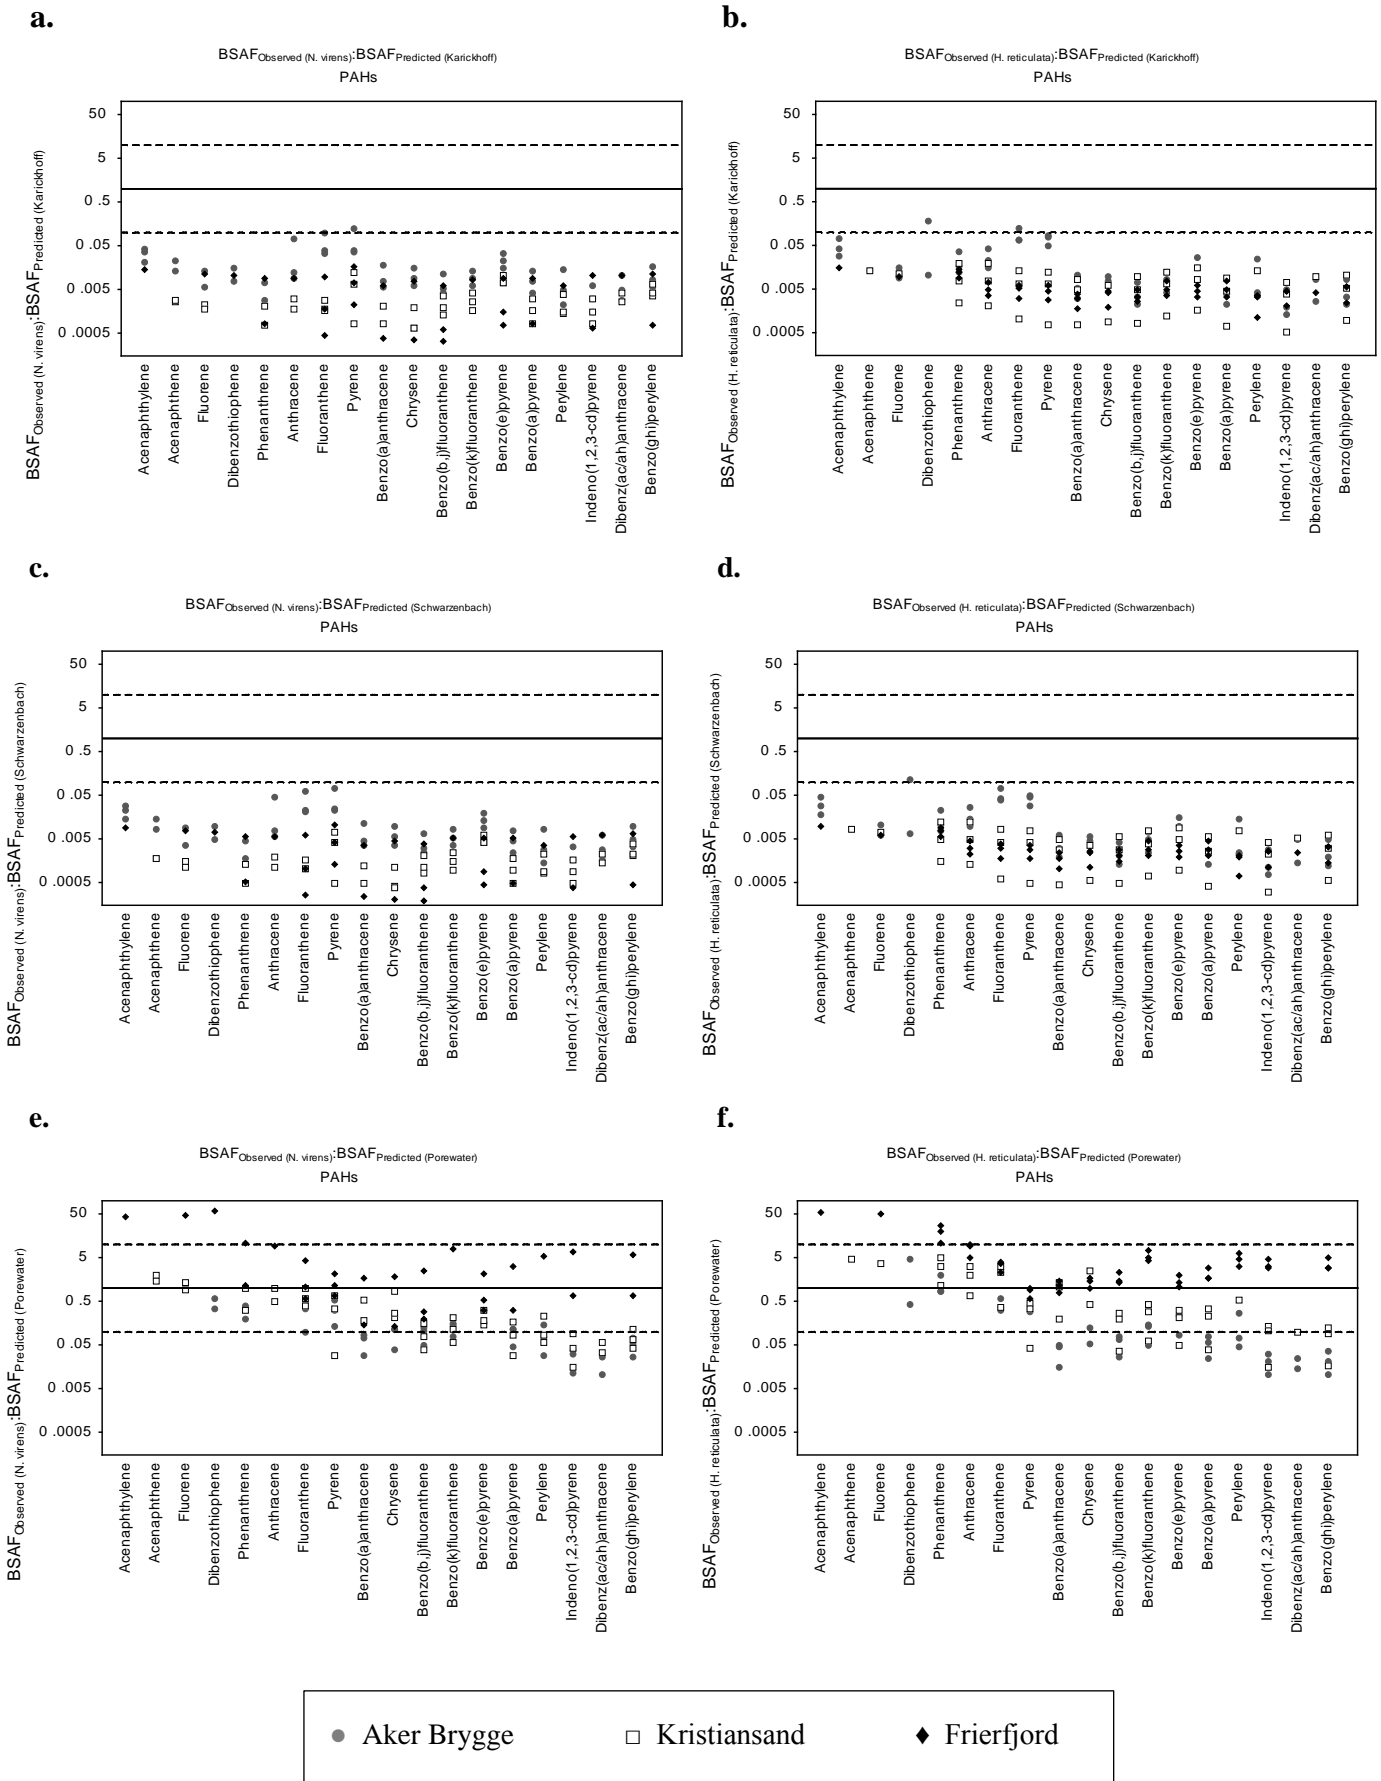 a.
BSAFObserved (N. virens):BSAFPredicted (Karickhoff)
PAHs
BSAFObserved (N. virens):BSAFPredicted (Karickhoff)
50
5
0 .5
0 .05
0 .005
0 .0005
Acenaphthylene
Acenaphthene
Fluorene
Dibenzothiophene
Phenanthrene
Anthracene
Fluoranthene
Pyrene
Benzo(a)anthracene
Chrysene
Benzo(b,j)fluoranthene
Benzo(k)fluoranthene
Benzo(e)pyrene
Benzo(a)pyrene
Perylene
Indeno(1,2,3-cd)pyrene
Dibenz(ac/ah)anthracene
Benzo(ghi)perylene
b.
BSAFObserved (H. reticulata):BSAFPredicted (Karickhoff)
PAHs
BSAFObserved (H. reticulata):BSAFPredicted (Karickhoff)
50
5
0 .5
0 .05
0 .005
0 .0005
Acenaphthylene
Acenaphthene
Fluorene
Dibenzothiophene
Phenanthrene
Anthracene
Fluoranthene
Pyrene
Benzo(a)anthracene
Chrysene
Benzo(b,j)fluoranthene
Benzo(k)fluoranthene
Benzo(e)pyrene
Benzo(a)pyrene
Perylene
Indeno(1,2,3-cd)pyrene
Dibenz(ac/ah)anthracene
Benzo(ghi)perylene
c.
BSAFObserved (N. virens):BSAFPredicted (Schwarzenbach)
PAHs
BSAFObserved (N. virens):BSAFPredicted (Schwarzenbach)
50
5
0 .5
0 .05
0 .005
0 .0005
Acenaphthylene
Acenaphthene
Fluorene
Dibenzothiophene
Phenanthrene
Anthracene
Fluoranthene
Pyrene
Benzo(a)anthracene
Chrysene
Benzo(b,j)fluoranthene
Benzo(k)fluoranthene
Benzo(e)pyrene
Benzo(a)pyrene
Perylene
Indeno(1,2,3-cd)pyrene
Dibenz(ac/ah)anthracene
Benzo(ghi)perylene
d.
BSAFObserved (H. reticulata):BSAFPredicted (Schwarzenbach)
PAHs
BSAFObserved (H. reticulata):BSAFPredicted (Schwarzenbach)
50
5
0 .5
0 .05
0 .005
0 .0005
Acenaphthylene
Acenaphthene
Fluorene
Dibenzothiophene
Phenanthrene
Anthracene
Fluoranthene
Pyrene
Benzo(a)anthracene
Chrysene
Benzo(b,j)fluoranthene
Benzo(k)fluoranthene
Benzo(e)pyrene
Benzo(a)pyrene
Perylene
Indeno(1,2,3-cd)pyrene
Dibenz(ac/ah)anthracene
Benzo(ghi)perylene
e.
BSAFObserved (N. virens):BSAFPredicted (Porewater)
PAHs
BSAFObserved (N. virens):BSAFPredicted (Porewater)
50
5
0 .5
0 .05
0 .005
0 .0005
Acenaphthylene
Acenaphthene
Fluorene
Dibenzothiophene
Phenanthrene
Anthracene
Fluoranthene
Pyrene
Benzo(a)anthracene
Chrysene
Benzo(b,j)fluoranthene
Benzo(k)fluoranthene
Benzo(e)pyrene
Benzo(a)pyrene
Perylene
Indeno(1,2,3-cd)pyrene
Dibenz(ac/ah)anthracene
Benzo(ghi)perylene
f.
BSAFObserved (H. reticulata):BSAFPredicted (Porewater)
PAHs
BSAFObserved (H. reticulata):BSAFPredicted (Porewater)
50
5
0 .5
0 .05
0 .005
0 .0005
Acenaphthylene
Acenaphthene
Fluorene
Dibenzothiophene
Phenanthrene
Anthracene
Fluoranthene
Pyrene
Benzo(a)anthracene
Chrysene
Benzo(b,j)fluoranthene
Benzo(k)fluoranthene
Benzo(e)pyrene
Benzo(a)pyrene
Perylene
Indeno(1,2,3-cd)pyrene
Dibenz(ac/ah)anthracene
Benzo(ghi)perylene
Aker Brygge
Kristiansand
Frierfjord